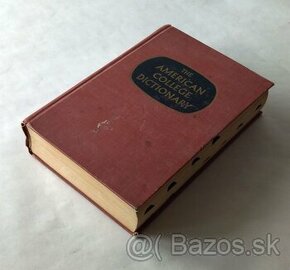 THE
AMERICAN
COLLEGE
DICTIONARY
Bazos.sk